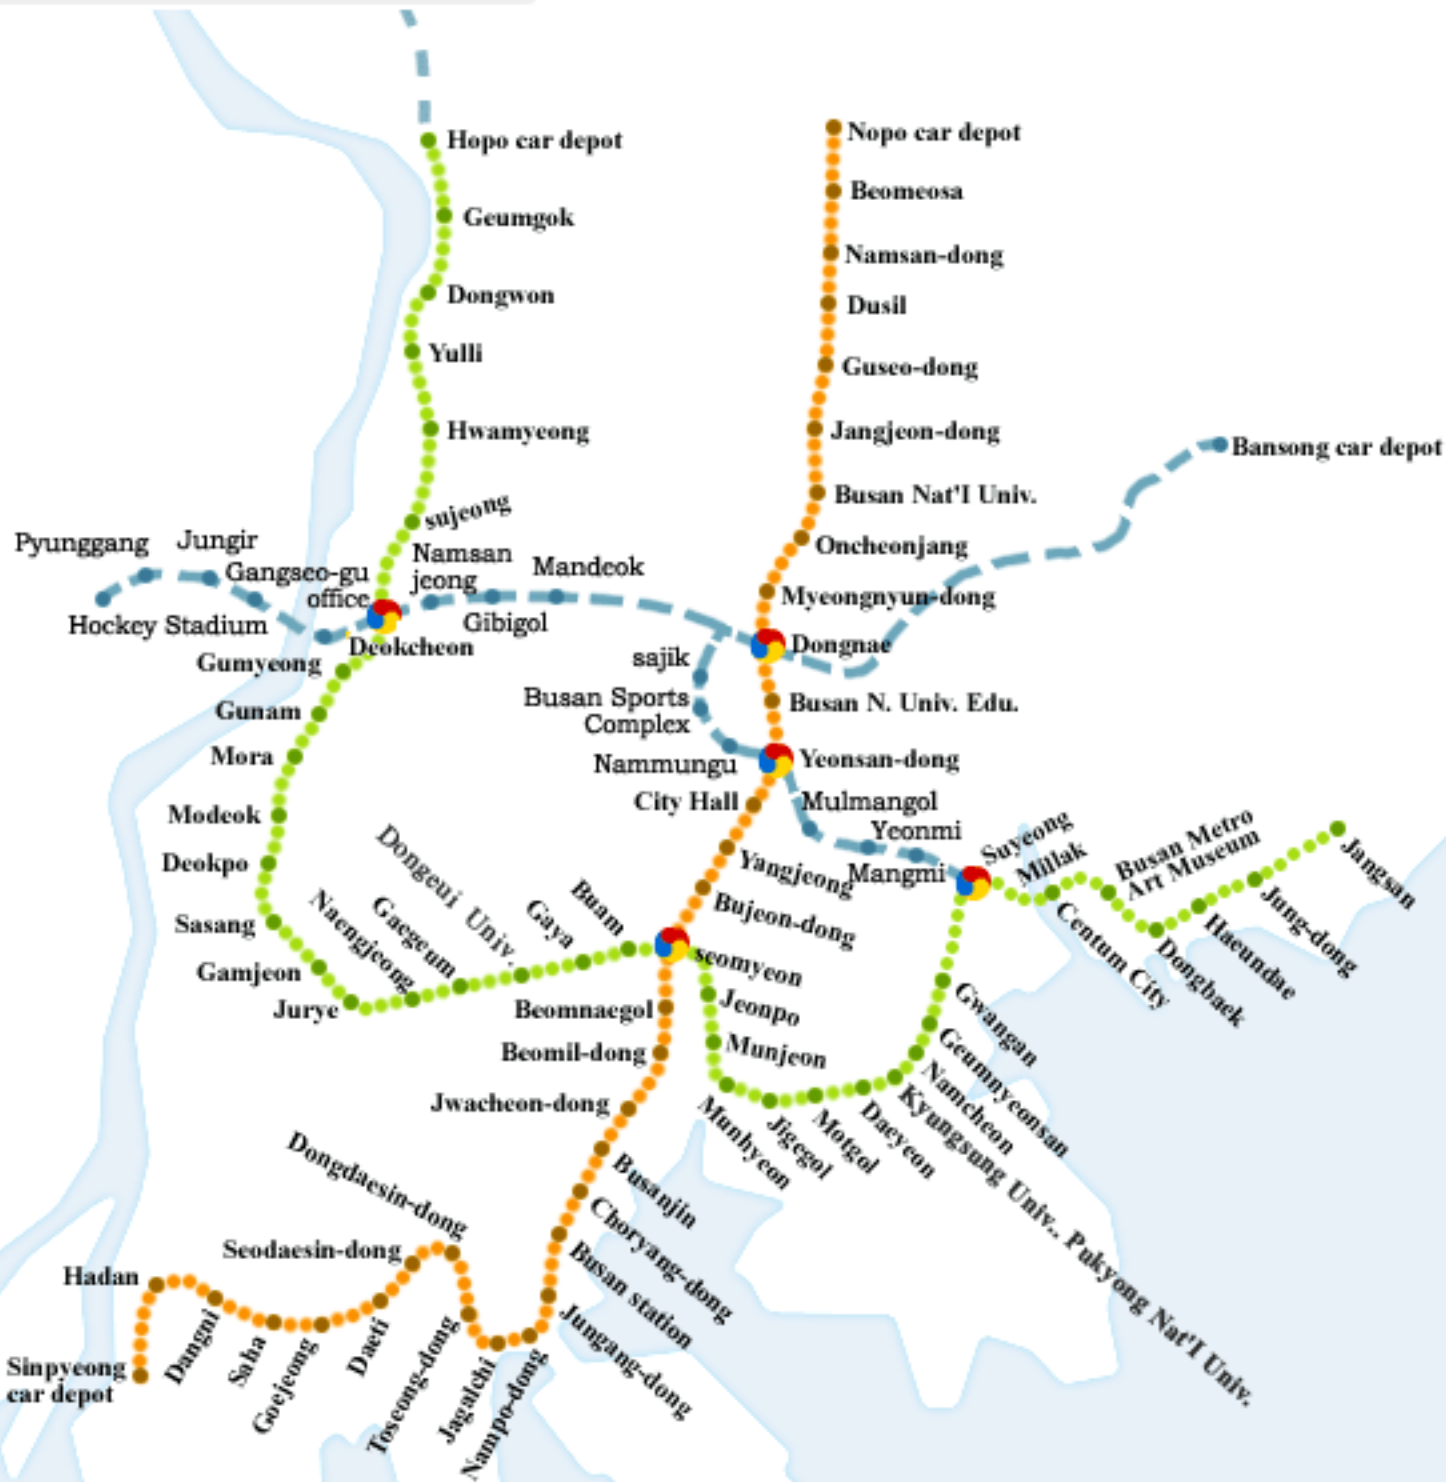 Hopo car depot
Geumgok
Dongwon
Yulli
Hwamyeong
sujeong
Nopo car depot
Beomeosa
Namsan-dong
Dusil
Guseo-dong
Jangjeon-dong
Busan Nat'I Univ.
Oncheonjang
Myeongnyun-dong
Dongnae
Busan N. Univ. Edu.
Yeonsan-dong
Bansong car depot
Pyunggang
Jungir
Gangseo-gu
office
Hockey Stadium
Namsan
jeong
Gibigol
Mandeok
Deokcheon
Gumyeong
Gunam
Mora
Modeok
Deokpo
Sasang
Gamjeon
Jurye
Naengjeong
Gaegeum
Dongeui Univ.
Gaya
Buam
sajik
Busan Sports
Complex
Nammungu
City Hall
Mulmangol
Yeonmi
Mangmi
Yangjeong
Bujeon-dong
seomyeon
Suyeong
Millak
Centum City
Busan Metro
Art Museum
Dongbaek
Haeundae
Jung-dong
Jangsan
Beomnaegol
Beomil-dong
Jwacheon-dong
Jeonpo
Munjeon
Munhyeon
Jigegol
Motgol
Daeyeon
Kyungsung Univ.. Pukyong Nat'I Univ.
Namcheon
Geumnyeonsan
Gwangan
Busanjin
Choryang-dong
Busan station
Jungang-dong
Nampo-dong
Jagalchi
Toseong-dong
Dongdaesin-dong
Seodaesin-dong
Daeti
Goejeong
Saha
Dangni
Hadan
Sinpyeong
car depot